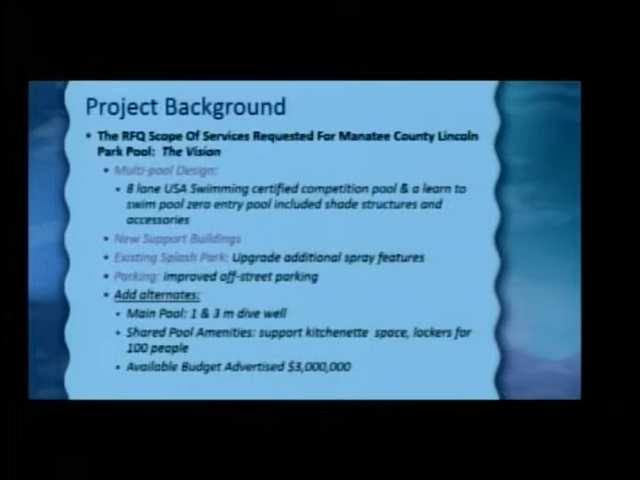 Project Background
• The RFQ Scope Of Services Requested For Manatee County Lincoln
Park Pool: The Vision
• Multi-pool Design:
• 8 lane USA Swimming certified competition pool & a learn to
swim pool zero entry pool included shade structures and
accessories
• New Support Buildings
• Existing Splash Park: Upgrade additional spray features
• Parking: improved off-street parking
• Add alternates:
• Main Pool: 1 & 3 m dive well
• Shared Pool Amenities: support kitchenette space, lockers for
100 people
• Available Budget Advertised $3,000,000